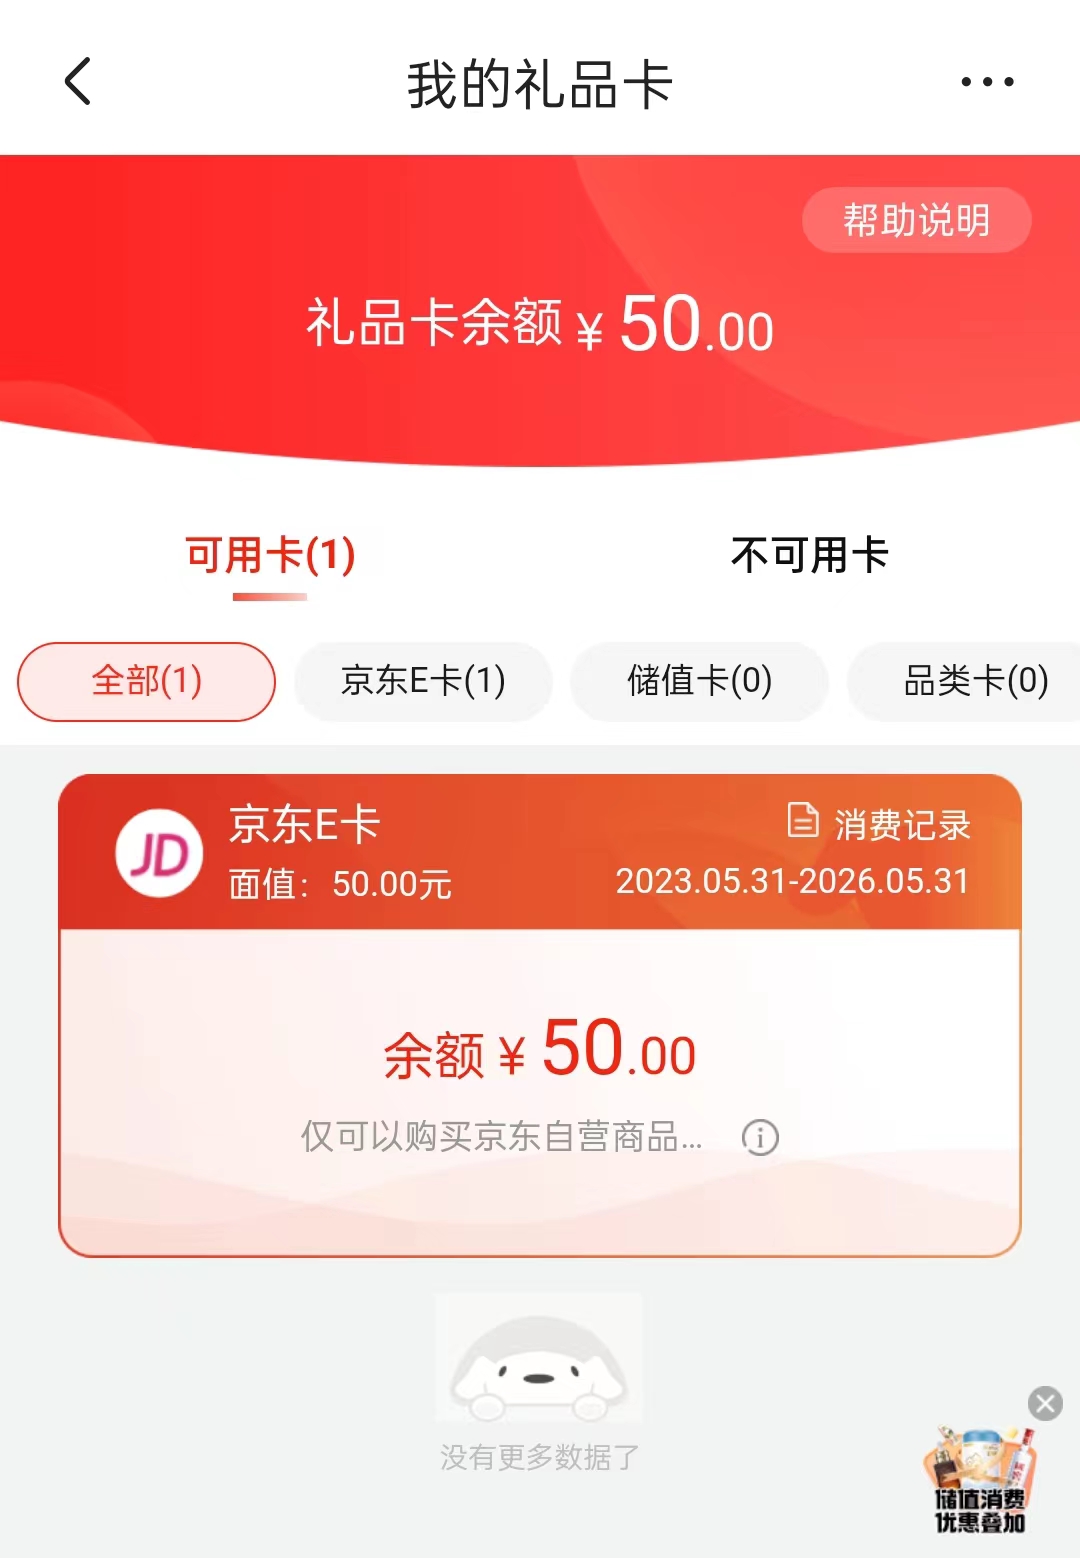 我的礼品卡
帮助说明
礼品卡余额 ¥ 50.00
可用卡(1) 不可用卡
全部(1) 京东E卡(1) 储值卡(0) 品类卡(0)
JD 京东E卡 消费记录
面值：50.00元 2023.05.31-2026.05.31
余额 ¥ 50.00
仅可以购买京东自营商品...
没有更多数据了
储值消费
优惠叠加